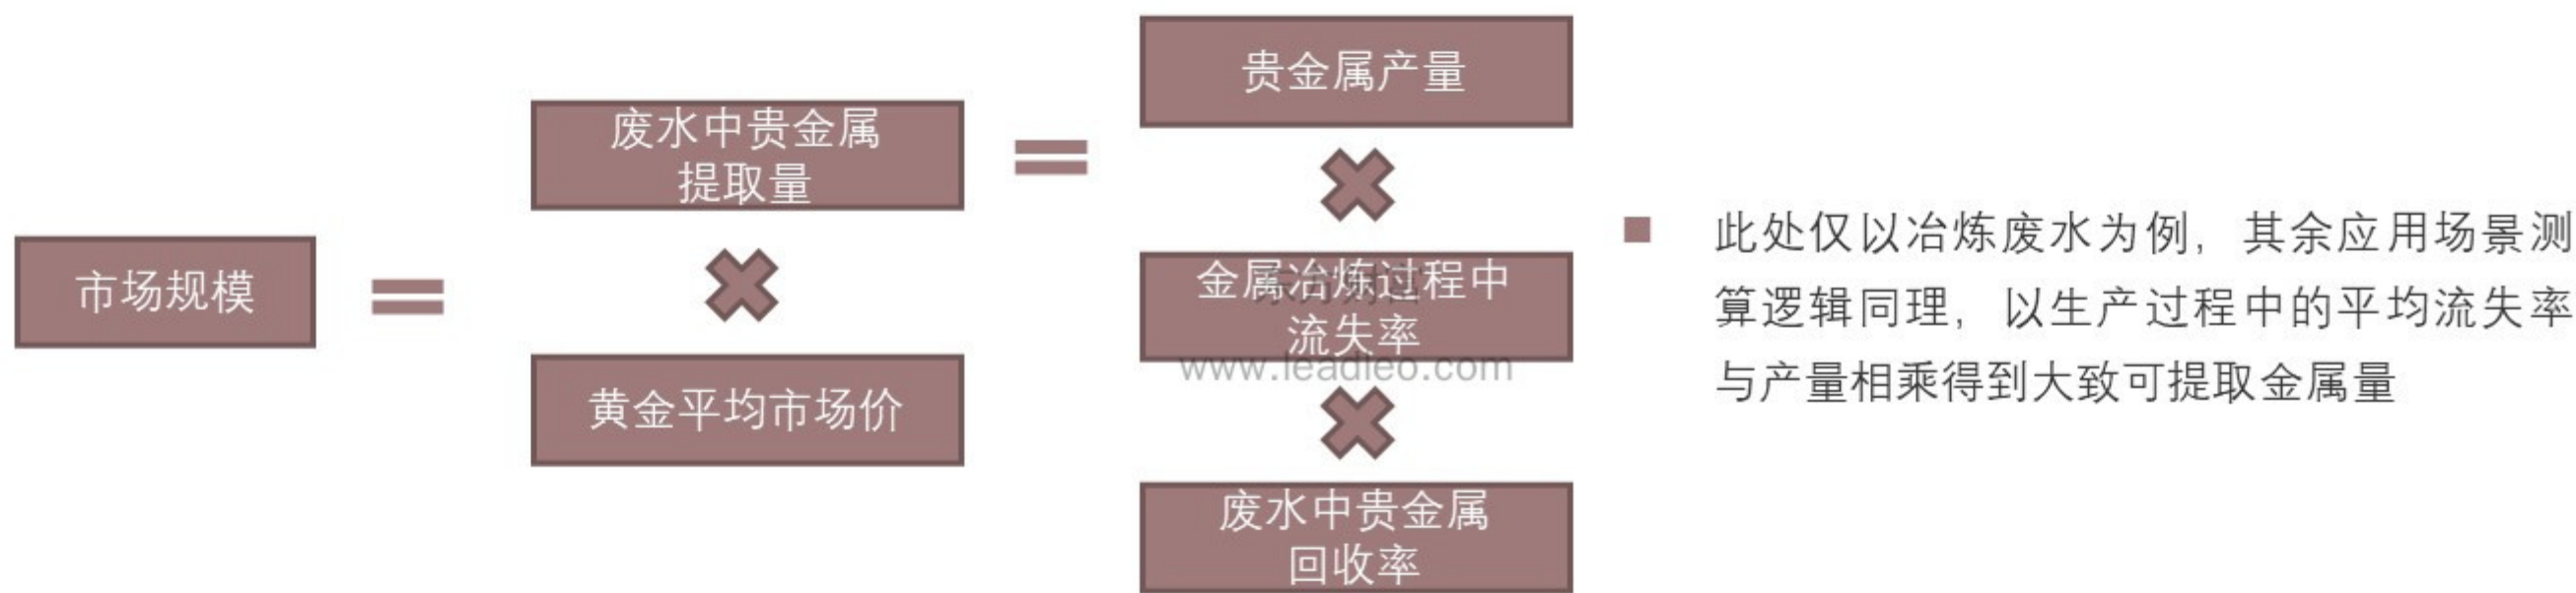 贵金属产量
废水中贵金属
提取量
=
✖
市场规模
=
✖
黄金平均市场价
金属冶炼过程中
流失率
www.leadleo.com
✖
废水中贵金属
回收率
■ 此处仅以冶炼废水为例，其余应用场景测
算逻辑同理，以生产过程中的平均流失率
与产量相乘得到大致可提取金属量